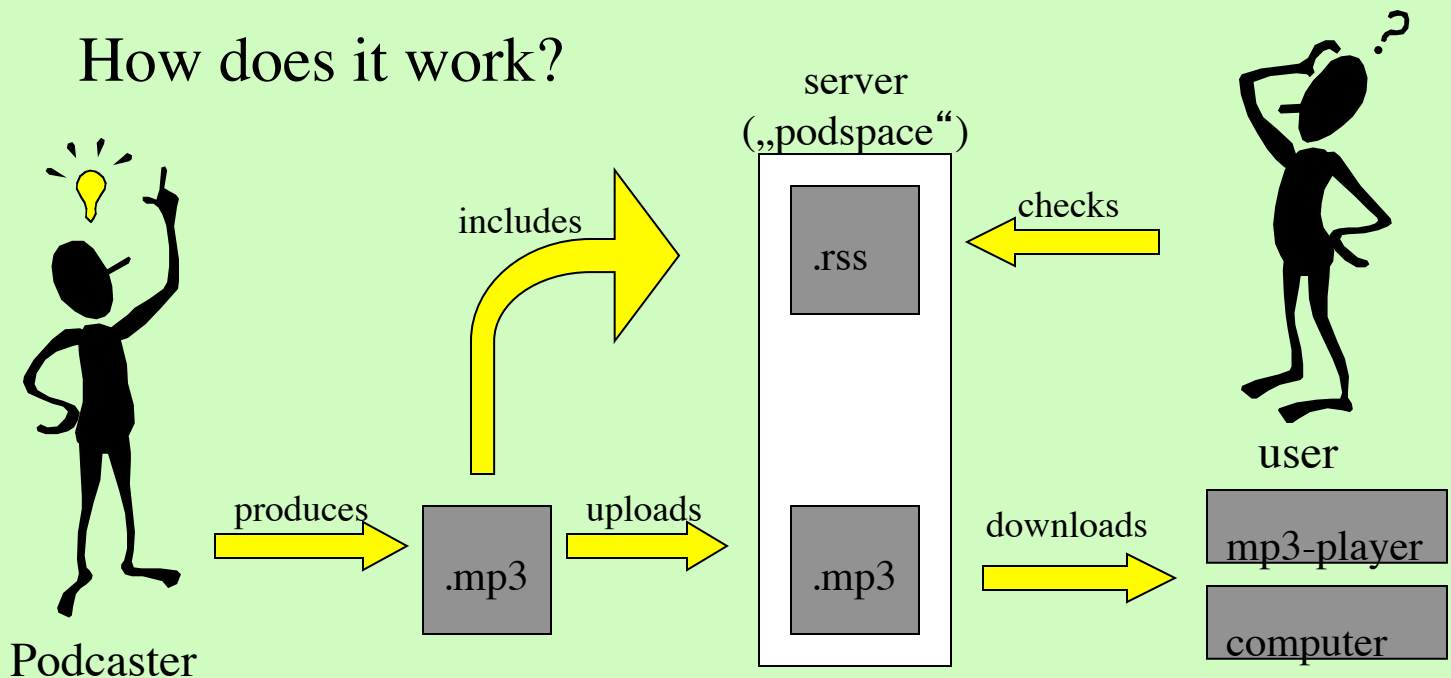 How does it work?
server
(„podspace“)
includes
.rss
checks
user
produces
.mp3
uploads
.mp3
downloads
mp3-player
computer
Podcaster
?